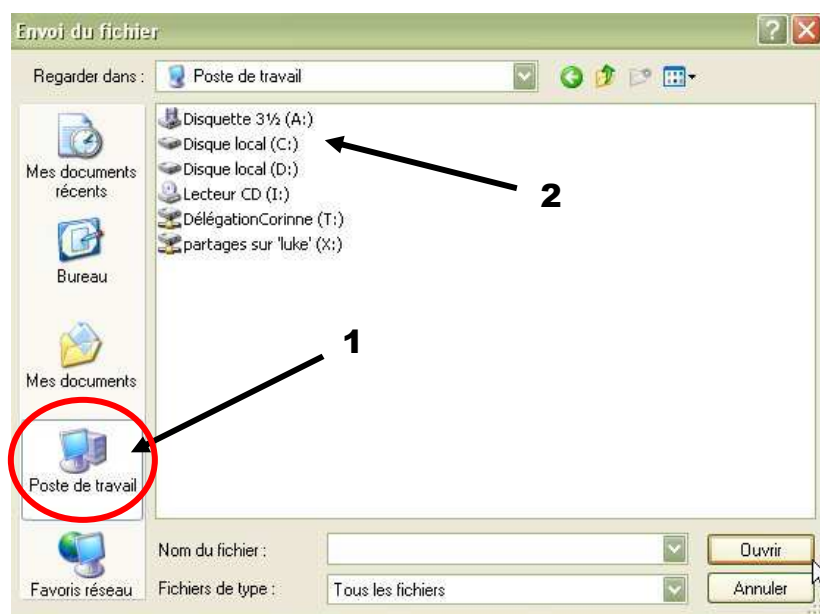 Envoi du fichier
Regarder dans :
Poste de travail
Disquette 3½ (A:)
Disque local (C:)
Disque local (D:)
Lecteur CD (I:)
DélégationCorinne (T:)
partages sur 'luke' (X:)
2
1
Mes documents
récents
Bureau
Mes documents
Poste de travail
Favoris réseau
Nom du fichier :
Ouvrir
Fichiers de type :
Tous les fichiers
Annuler